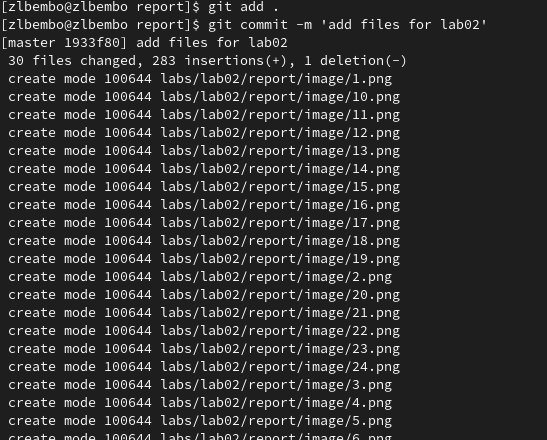 [zlbembo@zlbembo report]$ git add .
[zlbembo@zlbembo report]$ git commit -m 'add files for lab02'
[master 1933f80] add files for lab02
 30 files changed, 283 insertions(+), 1 deletion(-)
 create mode 100644 labs/lab02/report/image/1.png
 create mode 100644 labs/lab02/report/image/10.png
 create mode 100644 labs/lab02/report/image/11.png
 create mode 100644 labs/lab02/report/image/12.png
 create mode 100644 labs/lab02/report/image/13.png
 create mode 100644 labs/lab02/report/image/14.png
 create mode 100644 labs/lab02/report/image/15.png
 create mode 100644 labs/lab02/report/image/16.png
 create mode 100644 labs/lab02/report/image/17.png
 create mode 100644 labs/lab02/report/image/18.png
 create mode 100644 labs/lab02/report/image/19.png
 create mode 100644 labs/lab02/report/image/2.png
 create mode 100644 labs/lab02/report/image/20.png
 create mode 100644 labs/lab02/report/image/21.png
 create mode 100644 labs/lab02/report/image/22.png
 create mode 100644 labs/lab02/report/image/23.png
 create mode 100644 labs/lab02/report/image/24.png
 create mode 100644 labs/lab02/report/image/3.png
 create mode 100644 labs/lab02/report/image/4.png
 create mode 100644 labs/lab02/report/image/5.png
 create mode 100644 labs/lab02/report/image/6.png